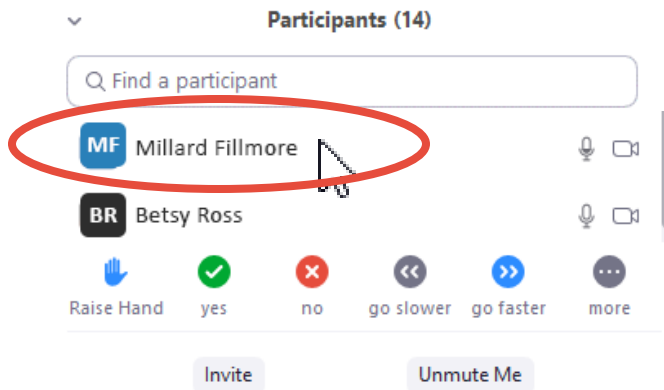 Participants (14)
Find a participant
MF Millard Fillmore
BR Betsy Ross
Raise Hand yes no go slower go faster more
Invite Unmute Me